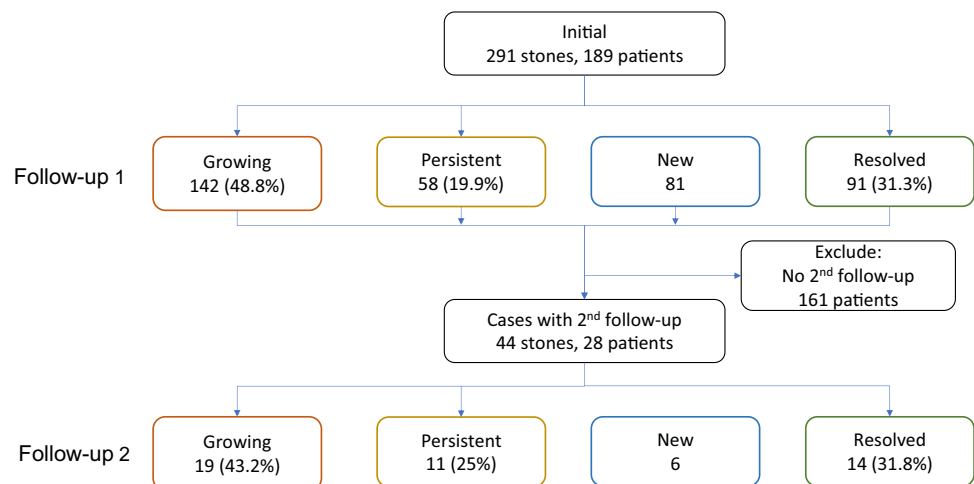 Initial
291 stones, 189 patients
Follow-up 1
Growing
142 (48.8%)
Persistent
58 (19.9%)
New
81
Resolved
91 (31.3%)
Exclude:
No 2nd follow-up
161 patients
Cases with 2nd follow-up
44 stones, 28 patients
Follow-up 2
Growing
19 (43.2%)
Persistent
11 (25%)
New
6
Resolved
14 (31.8%)